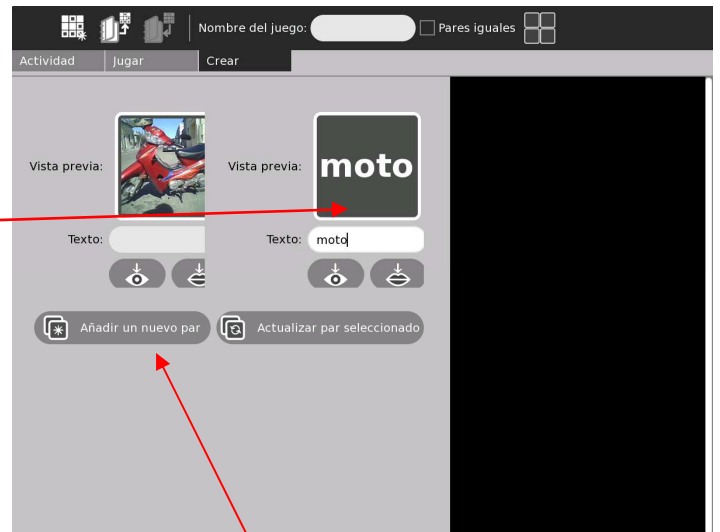 Nombre del juego: Pares iguales
Actividad Jugar Crear
Vista previa: Vista previa: moto
Texto: Texto: moto
Añadir un nuevo par Actualizar par seleccionado